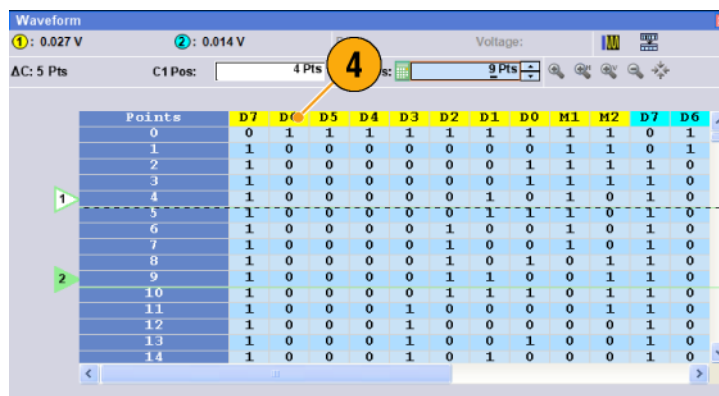 Waveform
1 : 0.027 V 2 : 0.014 V Voltage:
ΔC: 5 Pts C1 Pos: 4 Pts 4 s: 9 Pts
Points D7 D6 D5 D4 D3 D2 D1 D0 M1 M2 D7 D6
0 0 1 1 1 1 1 1 1 1 1 0 1
1 1 0 0 0 0 0 0 0 1 1 0 1
2 1 0 0 0 0 0 0 1 1 1 1 0
3 1 0 0 0 0 0 0 1 1 1 1 0
1 4 1 0 0 0 0 0 1 0 1 0 1 0
5 1 0 0 0 0 0 1 1 1 0 1 0
6 1 0 0 0 0 1 0 0 1 0 1 0
7 1 0 0 0 0 1 0 0 1 0 1 0
8 1 0 0 0 0 1 0 1 0 1 1 0
2 9 1 0 0 0 0 1 1 0 0 1 1 0
10 1 0 0 0 0 1 1 1 0 1 1 0
11 1 0 0 0 1 0 0 0 0 1 1 0
12 1 0 0 0 1 0 0 0 0 0 1 0
13 1 0 0 0 1 0 0 1 0 0 1 0
14 1 0 0 0 1 0 1 0 0 0 1 0